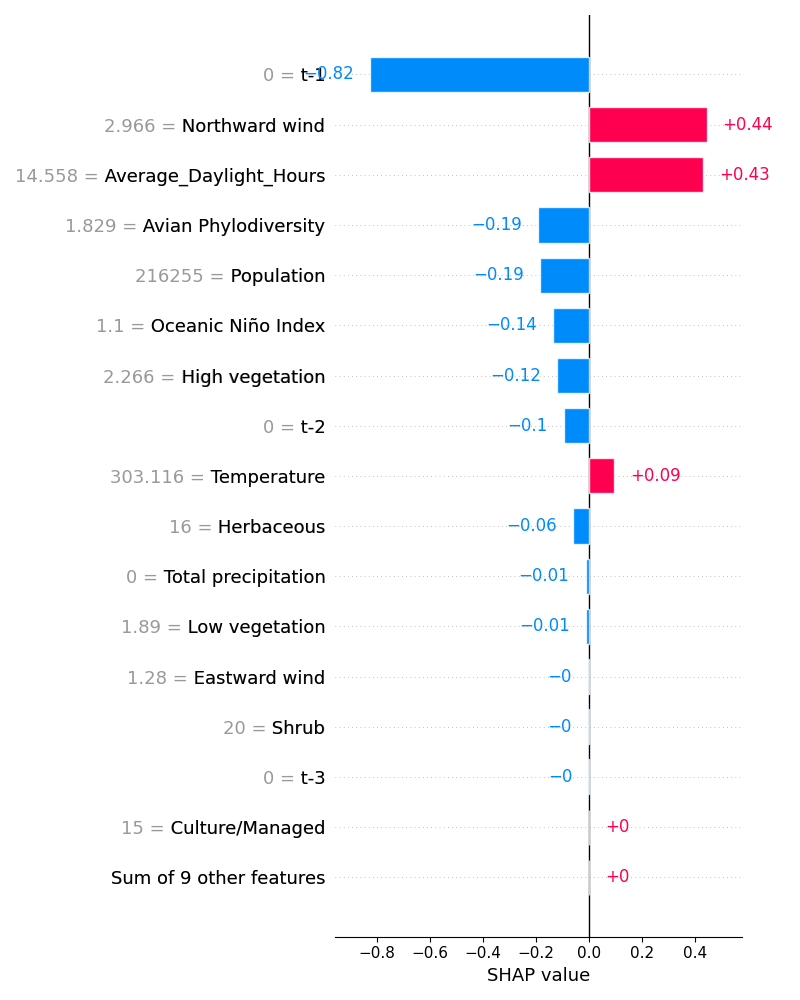 0 = t-1 −0.82
2.966 = Northward wind +0.44
14.558 = Average_Daylight_Hours +0.43
1.829 = Avian Phylodiversity −0.19
216255 = Population −0.19
1.1 = Oceanic Niño Index −0.14
2.266 = High vegetation −0.12
0 = t-2 −0.1
303.116 = Temperature +0.09
16 = Herbaceous −0.06
0 = Total precipitation −0.01
1.89 = Low vegetation −0.01
1.28 = Eastward wind −0
20 = Shrub −0
0 = t-3 −0
15 = Culture/Managed +0
Sum of 9 other features +0
−0.8 −0.6 −0.4 −0.2 0.0 0.2 0.4
SHAP value